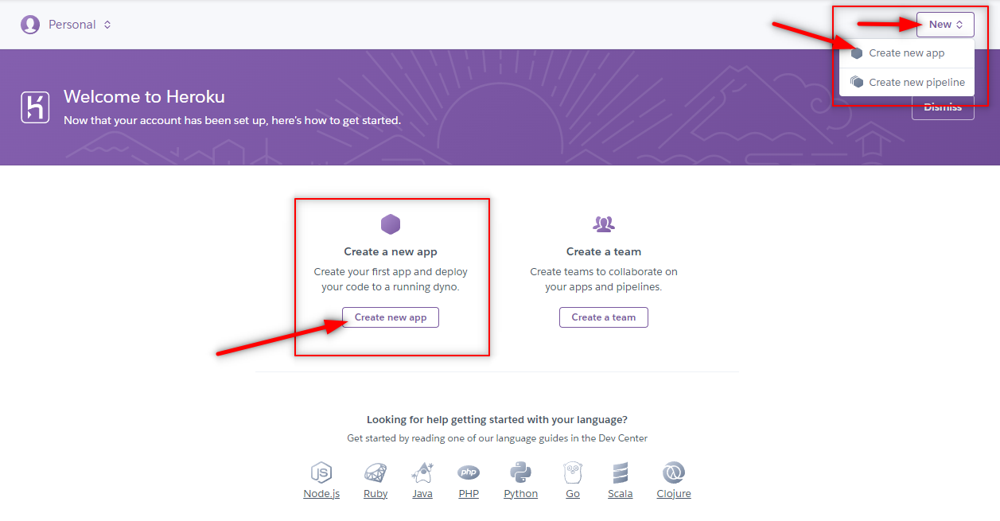 Personal
New
Create new app
Create new pipeline
Welcome to Heroku
Now that your account has been set up, here's how to get started.
Dismiss
Create a new app
Create your first app and deploy
your code to a running dyno.
Create new app
Create a team
Create teams to collaborate on
your apps and pipelines.
Create a team
Looking for help getting started with your language?
Get started by reading one of our language guides in the Dev Center
JS
php
Node.js Ruby Java PHP Python Go Scala Clojure